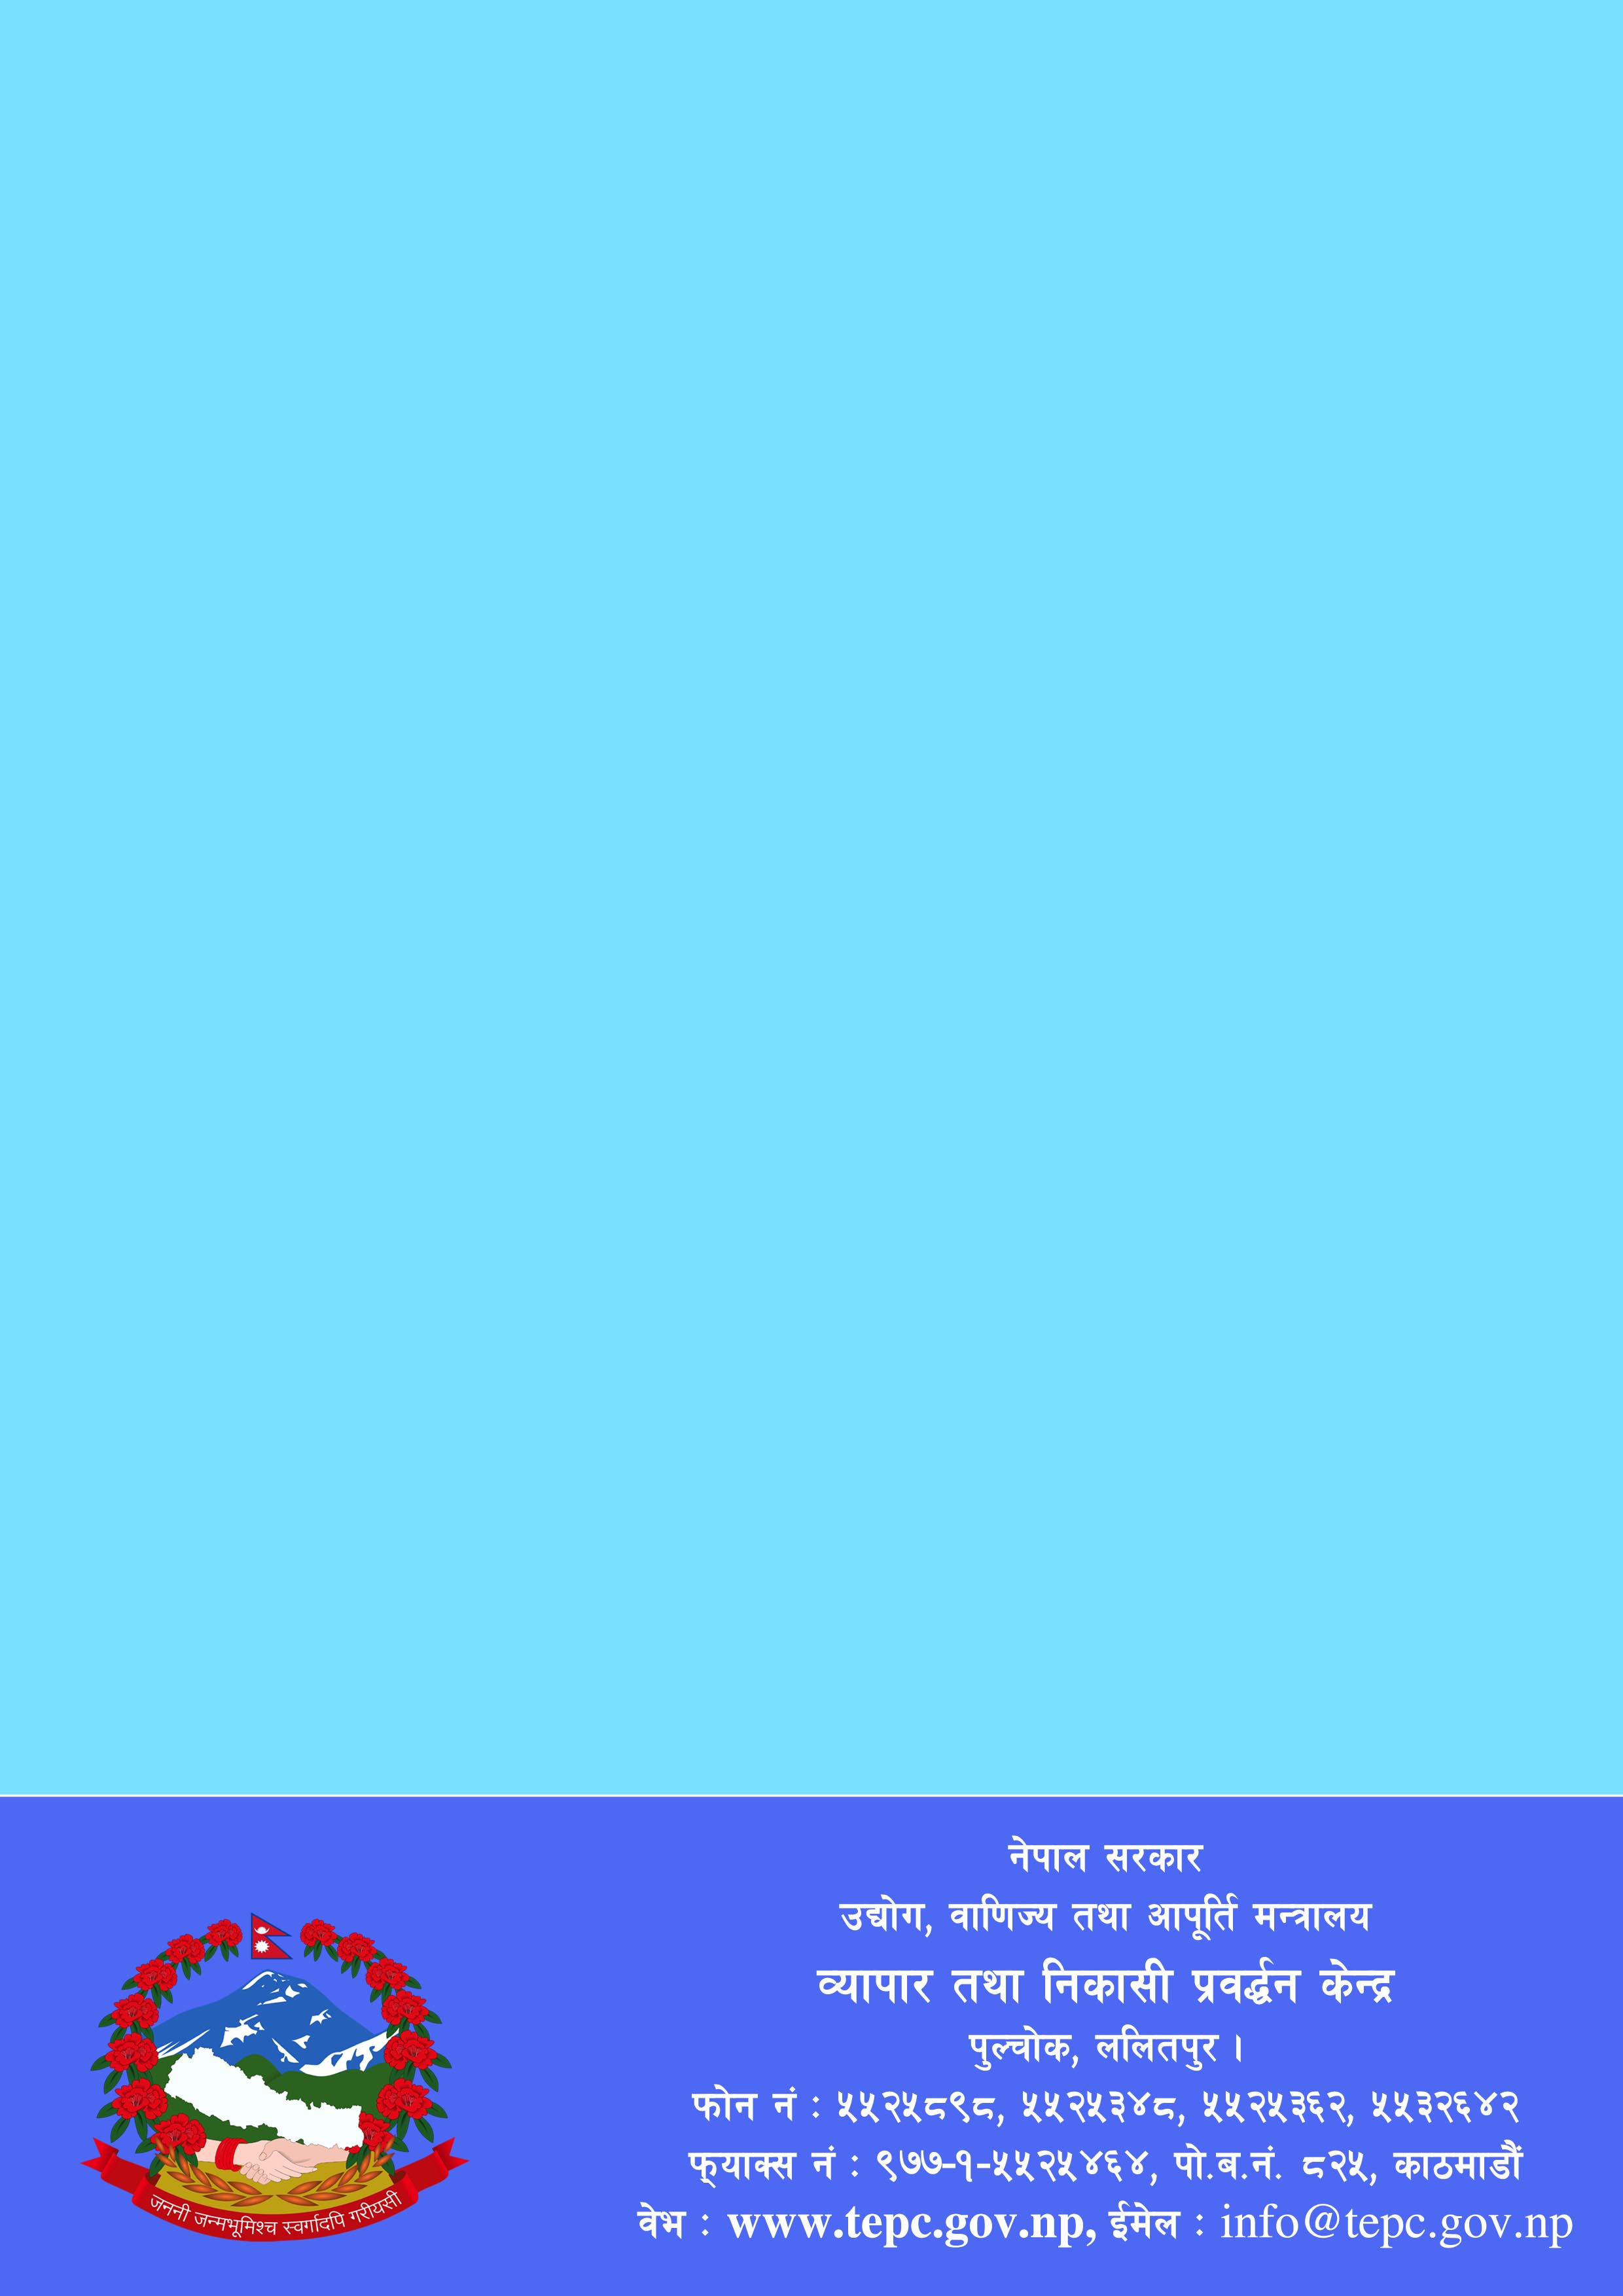 नेपाल सरकार
उद्योग, वाणिज्य तथा आपूर्ति मन्त्रालय
व्यापार तथा निकासी प्रवर्द्धन केन्द्र
पुल्चोक, ललितपुर ।
फोन नं : ५५२५८९८, ५५२५३४८, ५५२५३६२, ५५३२६४२
फ्याक्स नं : ९७७-१-५५२५४६४, पो.ब.नं. ८२५, काठमाडौं
वेभ : www.tepc.gov.np, ईमेल : info@tepc.gov.np
जननी जन्मभूमिश्च स्वर्गादपि गरीयसी